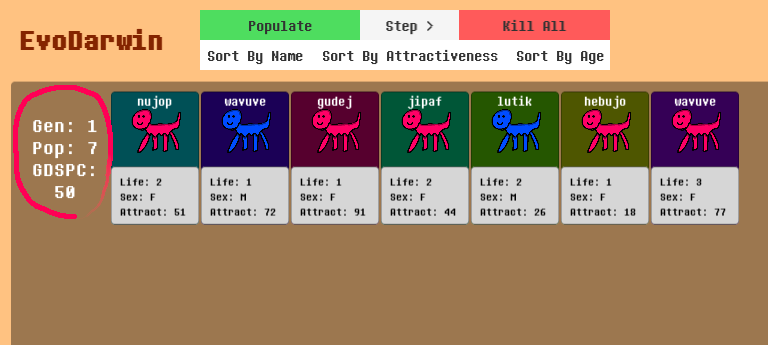 EvoDarwin
Populate Step > Kill All
Sort By Name Sort By Attractiveness Sort By Age
Gen: 1
Pop: 7
GDSPC:
50
nujop
Life: 2
Sex: F
Attract: 51
wavuve
Life: 1
Sex: M
Attract: 72
gudej
Life: 1
Sex: F
Attract: 91
jipaf
Life: 2
Sex: F
Attract: 44
lutik
Life: 2
Sex: M
Attract: 26
hebujo
Life: 1
Sex: F
Attract: 18
wavuve
Life: 3
Sex: F
Attract: 77